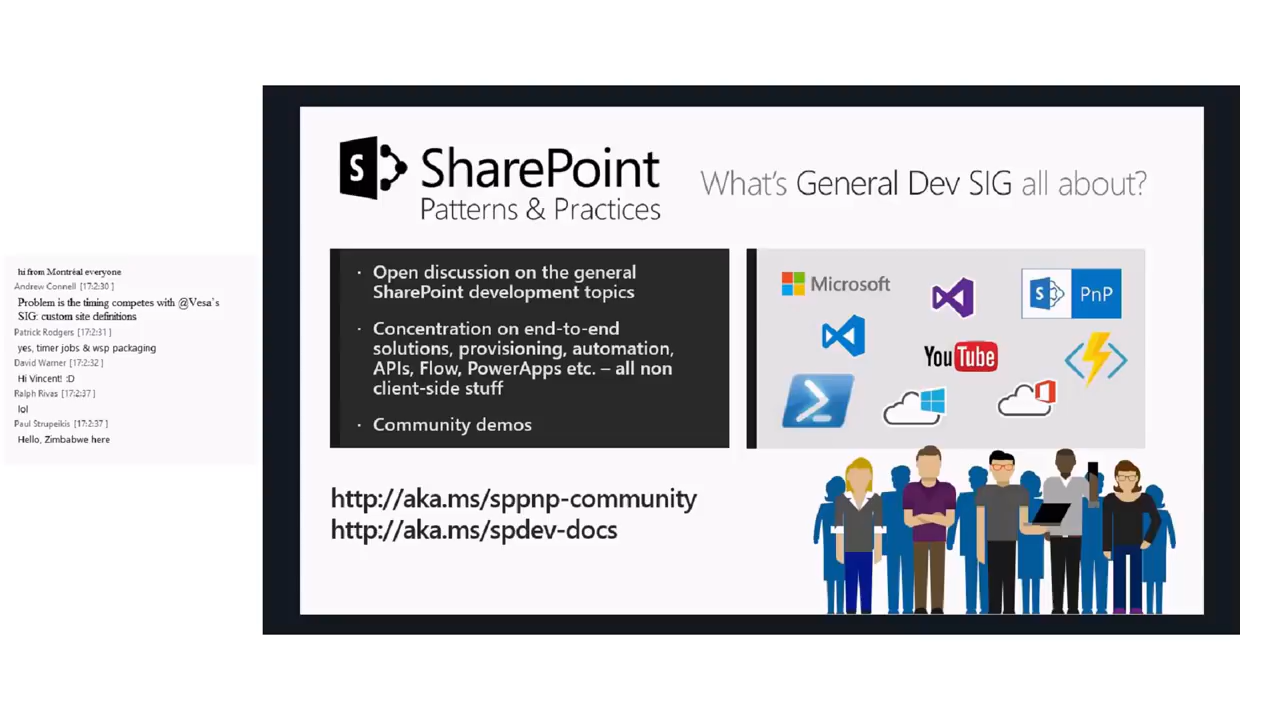 hi from Montréal everyone
Andrew Connell [17:2:30 ]
Problem is the timing competes with @Vesa's
SIG: custom site definitions
Patrick Rodgers [17:2:31 ]
yes, timer jobs & wsp packaging
David Warner [17:2:32 ]
Hi Vincent! :D
Ralph Rivas [17:2:37 ]
lol
Paul Strupeikis [17:2:37 ]
Hello, Zimbabwe here
S
SharePoint
Patterns & Practices
What's General Dev SIG all about?
· Open discussion on the general
SharePoint development topics
· Concentration on end-to-end
solutions, provisioning, automation,
APIs, Flow, PowerApps etc. – all non
client-side stuff
· Community demos
Microsoft
S PnP
YouTube
http://aka.ms/sppnp-community
http://aka.ms/spdev-docs